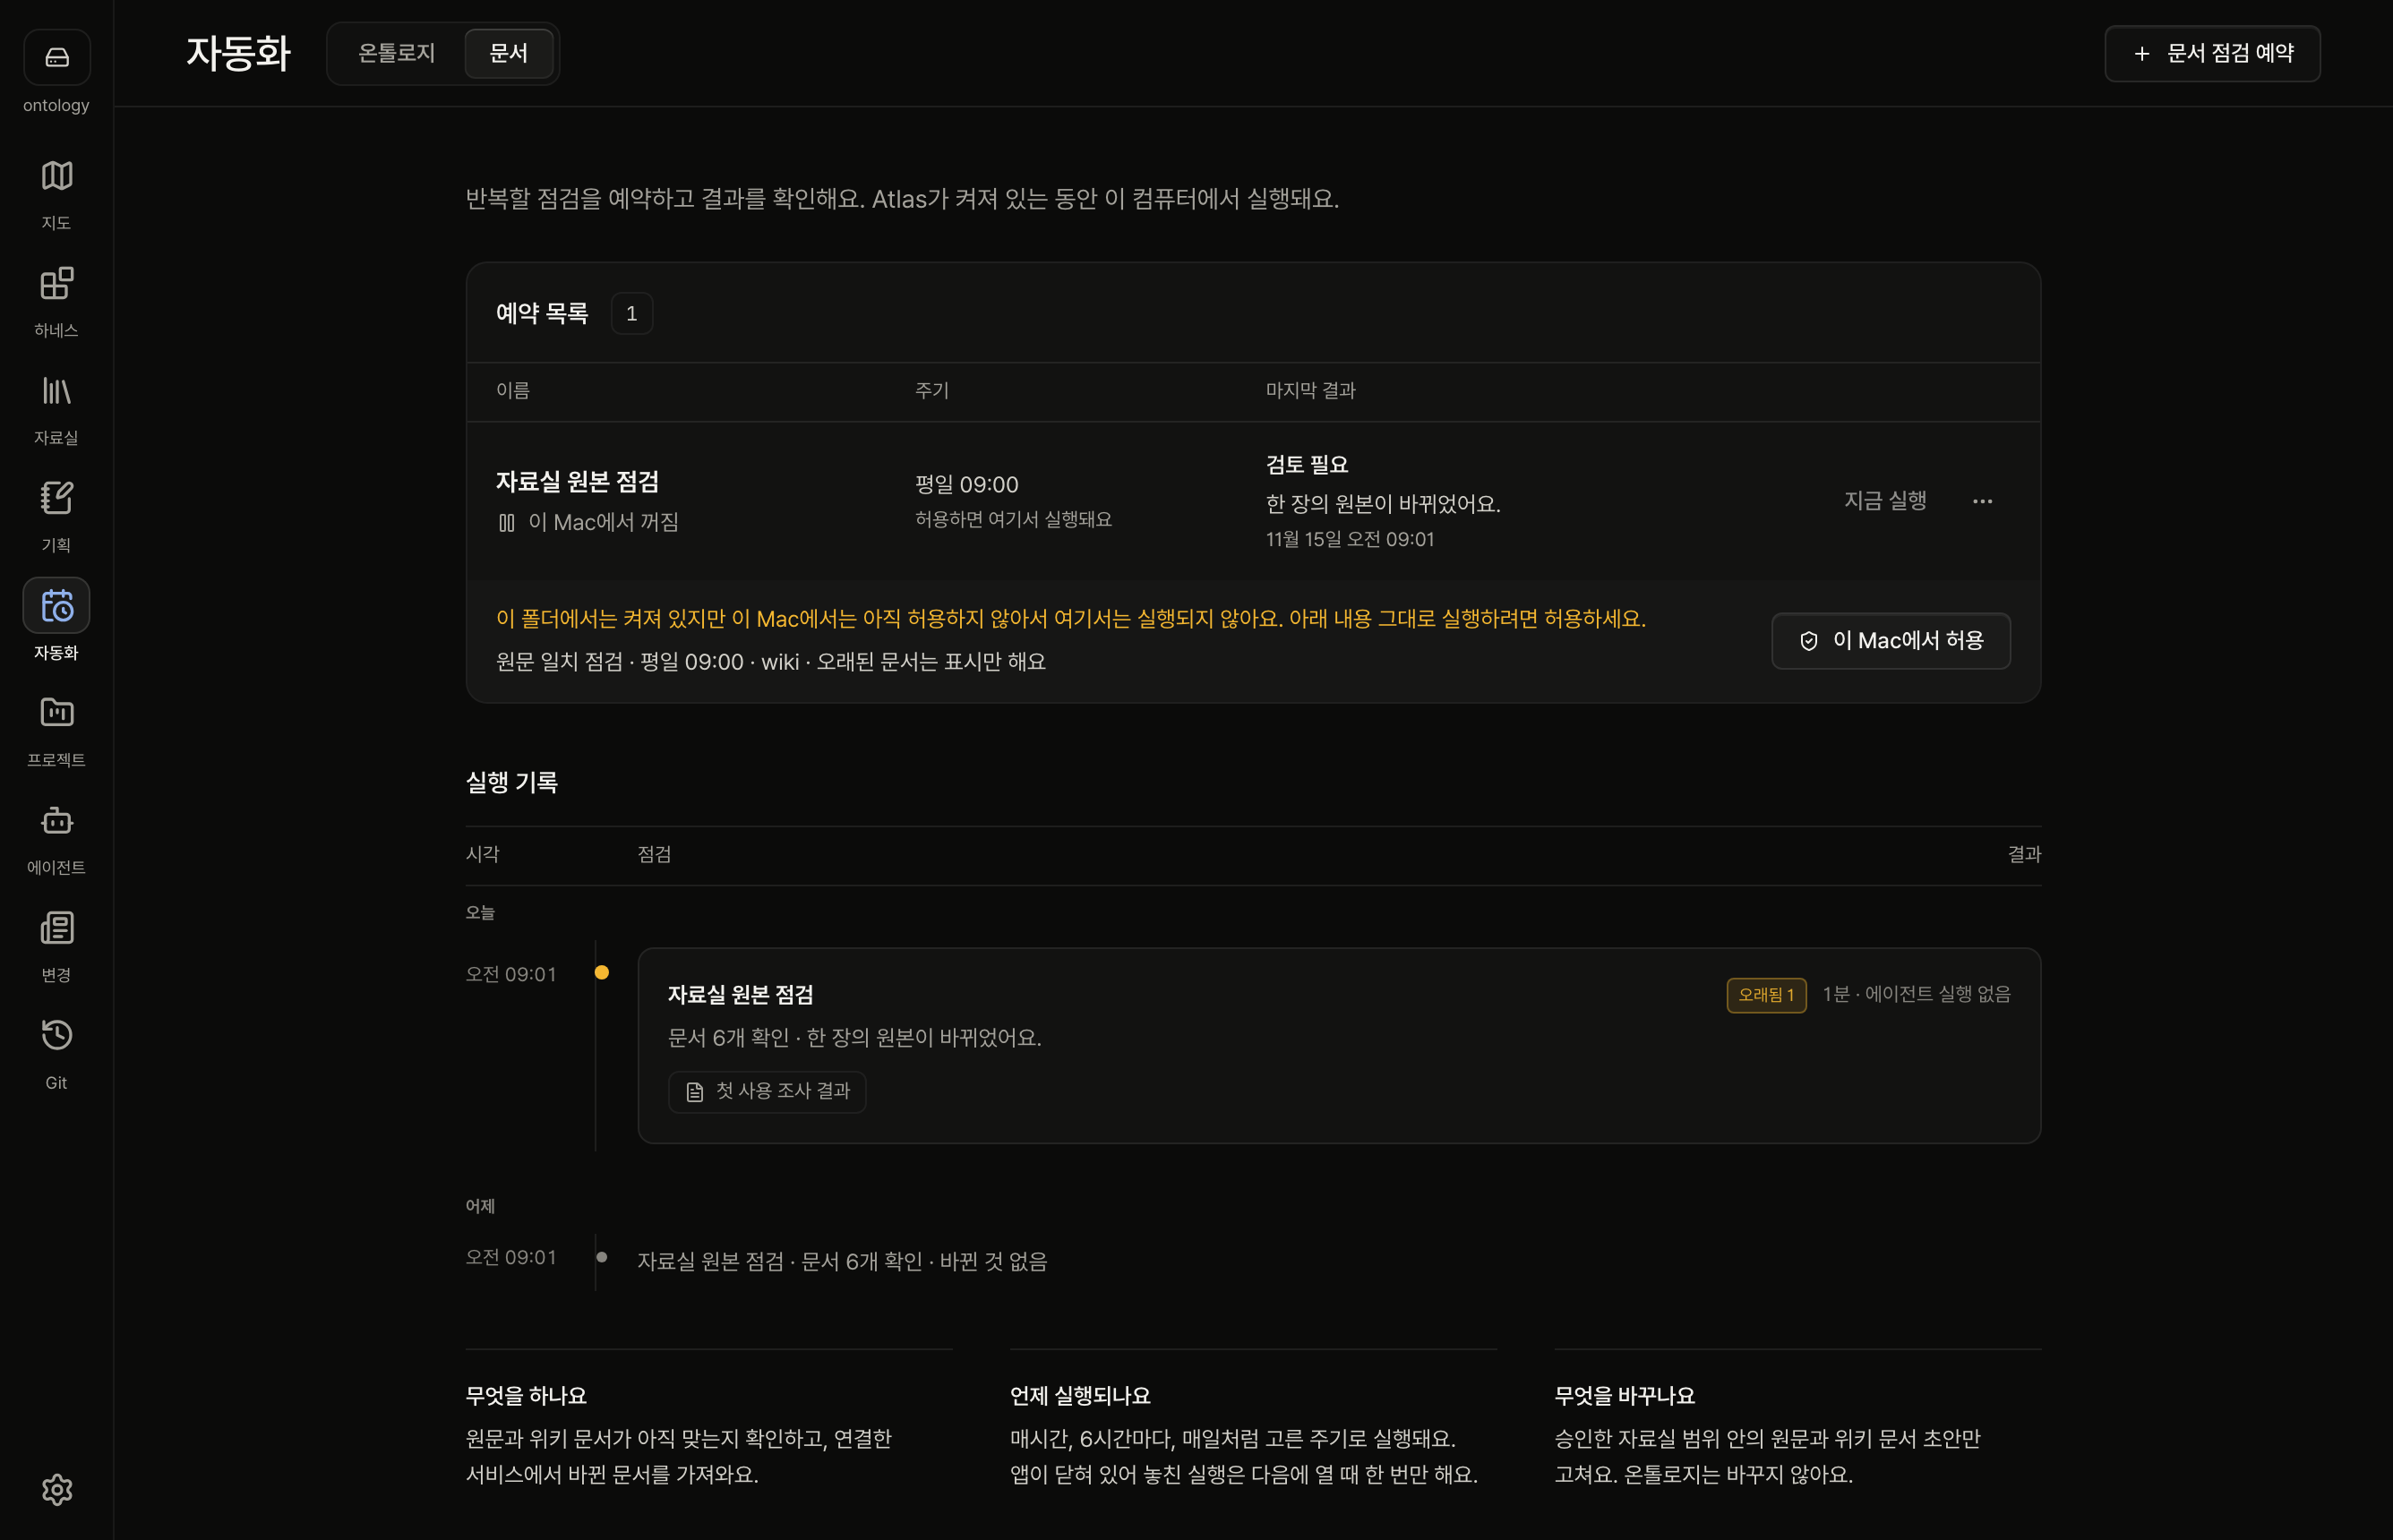 ontology
지도
하네스
자료실
기획
자동화
프로젝트
에이전트
변경
Git
자동화
온톨로지
문서
문서 점검 예약
반복할 점검을 예약하고 결과를 확인해요. Atlas가 켜져 있는 동안 이 컴퓨터에서 실행돼요.
예약 목록 1
이름 주기 마지막 결과
자료실 원본 점검
이 Mac에서 꺼짐
평일 09:00
허용하면 여기서 실행돼요
검토 필요
한 장의 원본이 바뀌었어요.
11월 15일 오전 09:01
지금 실행
이 폴더에서는 켜져 있지만 이 Mac에서는 아직 허용하지 않아서 여기서는 실행되지 않아요. 아래 내용 그대로 실행하려면 허용하세요.
원문 일치 점검 · 평일 09:00 · wiki · 오래된 문서는 표시만 해요
이 Mac에서 허용
실행 기록
시각 점검 결과
오늘
오전 09:01
자료실 원본 점검
오래됨 1
1분 · 에이전트 실행 없음
문서 6개 확인 · 한 장의 원본이 바뀌었어요.
첫 사용 조사 결과
어제
오전 09:01
자료실 원본 점검 · 문서 6개 확인 · 바뀐 것 없음
무엇을 하나요
원문과 위키 문서가 아직 맞는지 확인하고, 연결한
서비스에서 바뀐 문서를 가져와요.
언제 실행되나요
매시간, 6시간마다, 매일처럼 고른 주기로 실행돼요.
앱이 닫혀 있어 놓친 실행은 다음에 열 때 한 번만 해요.
무엇을 바꾸나요
승인한 자료실 범위 안의 원문과 위키 문서 초안만
고쳐요. 온톨로지는 바꾸지 않아요.